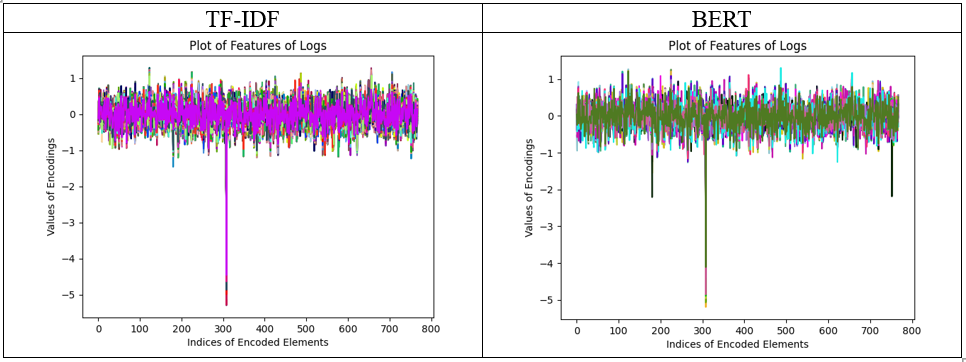 TF-IDF
BERT
Plot of Features of Logs
Values of Encodings
1
0
−1
−2
−3
−4
−5
0 100 200 300 400 500 600 700 800
Indices of Encoded Elements
Plot of Features of Logs
Values of Encodings
1
0
−1
−2
−3
−4
−5
0 100 200 300 400 500 600 700 800
Indices of Encoded Elements